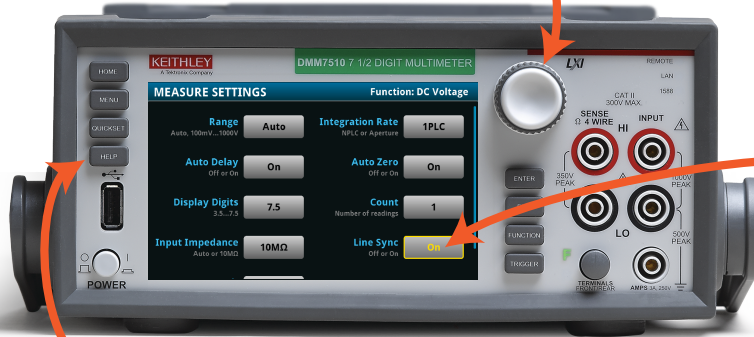 KEITHLEY
A Tektronix Company
DMM7510 7 1/2 DIGIT MULTIMETER
LXI
REMOTE
LAN
1588
HOME
MENU
QUICKSET
HELP
POWER
MEASURE SETTINGS
Function: DC Voltage
Range
Auto, 100mV...1000V
Auto
Integration Rate
NPLC or Aperture
1PLC
Auto Delay
Off or On
On
Auto Zero
Off or On
On
Display Digits
3.5...7.5
7.5
Count
Number of readings
1
Input Impedance
Auto or 10MΩ
10MΩ
Line Sync
Off or On
On
ENTER
FUNCTION
TRIGGER
CAT II
300V MAX.
SENSE
Ω 4 WIRE
HI
INPUT
350V
PEAK
1000V
PEAK
LO
500V
PEAK
TERMINALS
FRONT/REAR
AMPS 3A, 250V